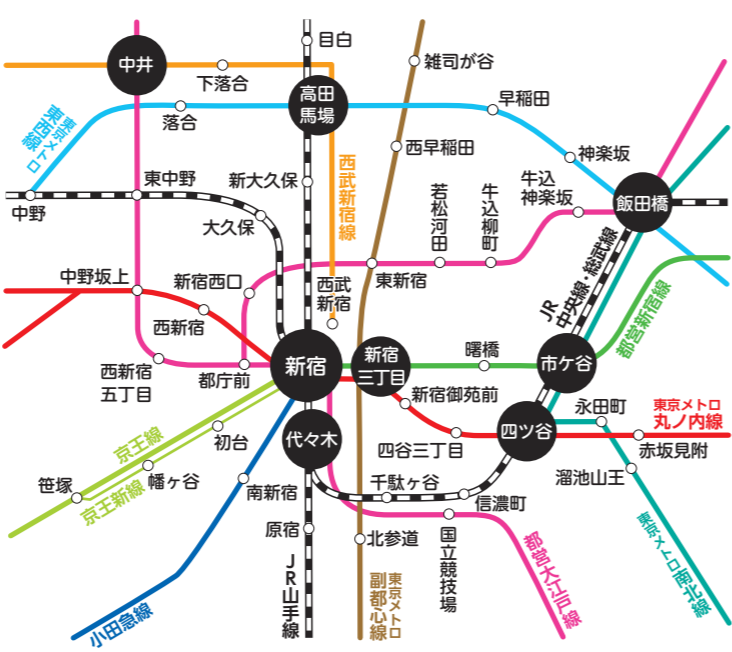 目白
中井
下落合
雑司が谷
高田
馬場
早稲田
落合
東京メトロ
東西線
西早稲田
神楽坂
西武新宿線
東中野
新大久保
若松河田
牛込柳町
牛込
神楽坂
飯田橋
中野
大久保
JR
中央線・総武線
中野坂上
新宿西口
西武
新宿
東新宿
西新宿
都営新宿線
新宿
新宿
三丁目
曙橋
市ケ谷
西新宿
五丁目
都庁前
新宿御苑前
永田町
東京メトロ
丸ノ内線
京王線
初台
代々木
四谷三丁目
四ツ谷
赤坂見附
笹塚
幡ヶ谷
京王新線
南新宿
千駄ヶ谷
信濃町
溜池山王
原宿
北参道
国立競技場
東京メトロ南北線
JR山手線
東京メトロ
副都心線
都営大江戸線
小田急線